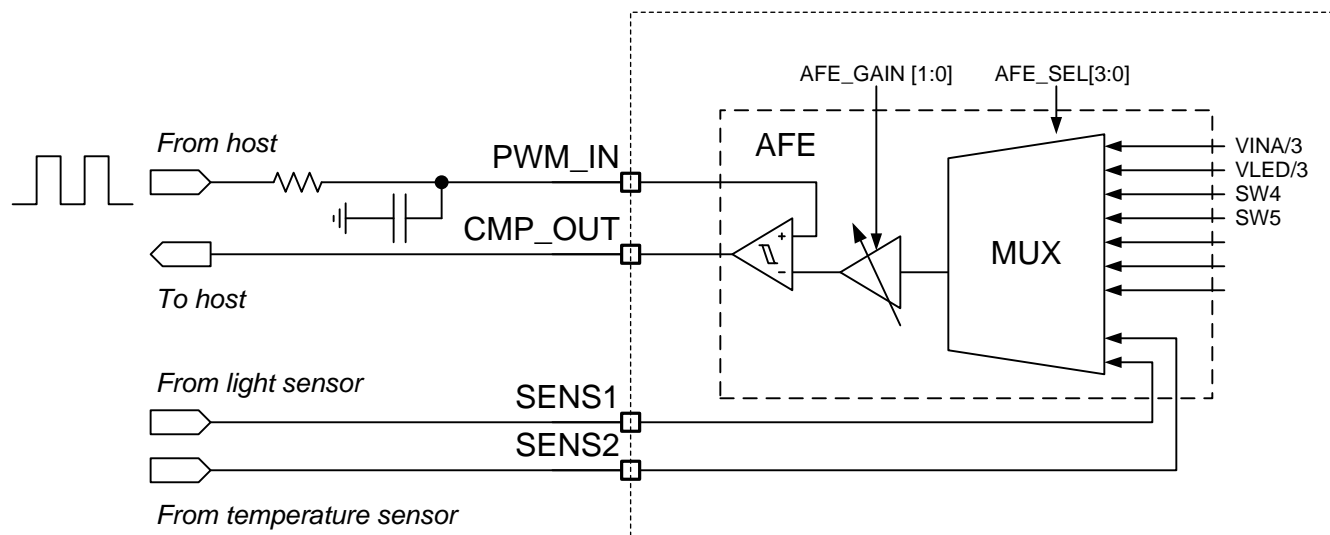 AFE_GAIN [1:0]
AFE_SEL[3:0]
From host
PWM_IN
AFE
VINA/3
VLED/3
SW4
SW5
+
-
CMP_OUT
MUX
To host
From light sensor
SENS1
SENS2
From temperature sensor